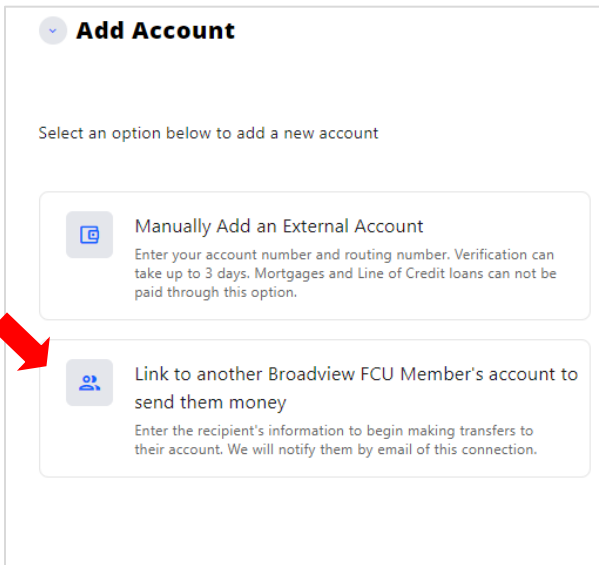 Add Account
Select an option below to add a new account
Manually Add an External Account
Enter your account number and routing number. Verification can
take up to 3 days. Mortgages and Line of Credit loans can not be
paid through this option.
Link to another Broadview FCU Member's account to
send them money
Enter the recipient's information to begin making transfers to
their account. We will notify them by email of this connection.